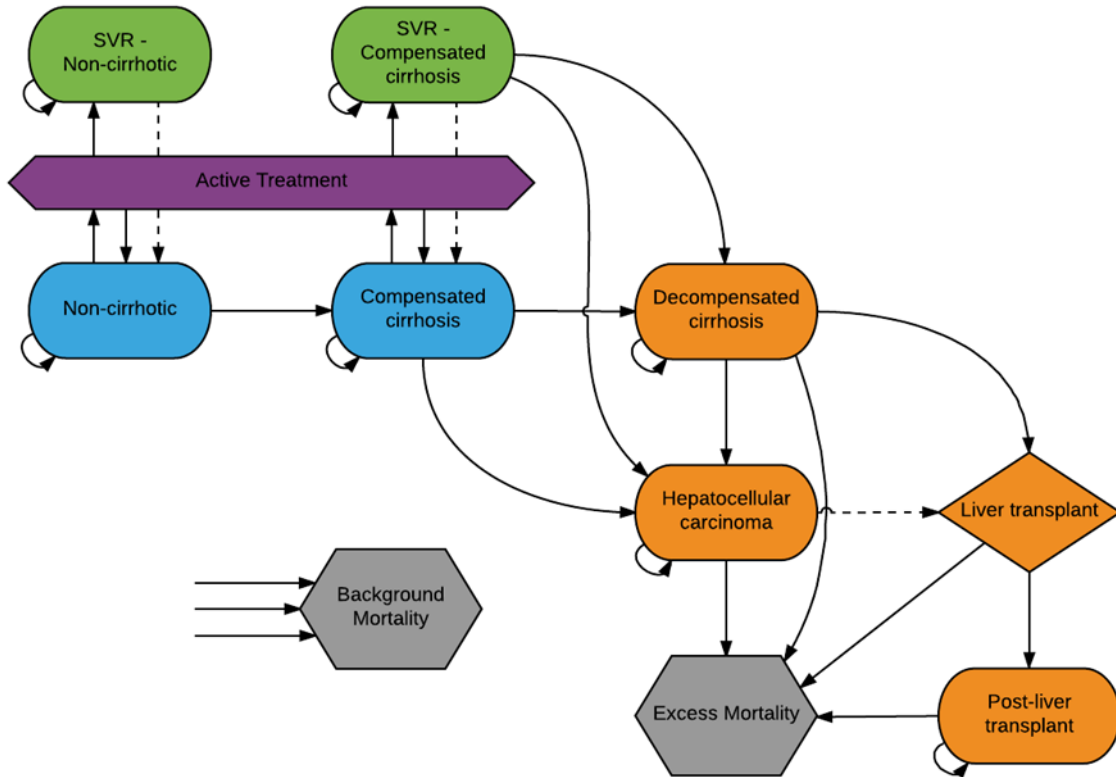 SVR -
Non-cirrhotic
SVR -
Compensated
cirrhosis
Active Treatment
Non-cirrhotic
Compensated
cirrhosis
Decompensated
cirrhosis
Hepatocellular
carcinoma
Liver transplant
Background
Mortality
Excess Mortality
Post-liver
transplant